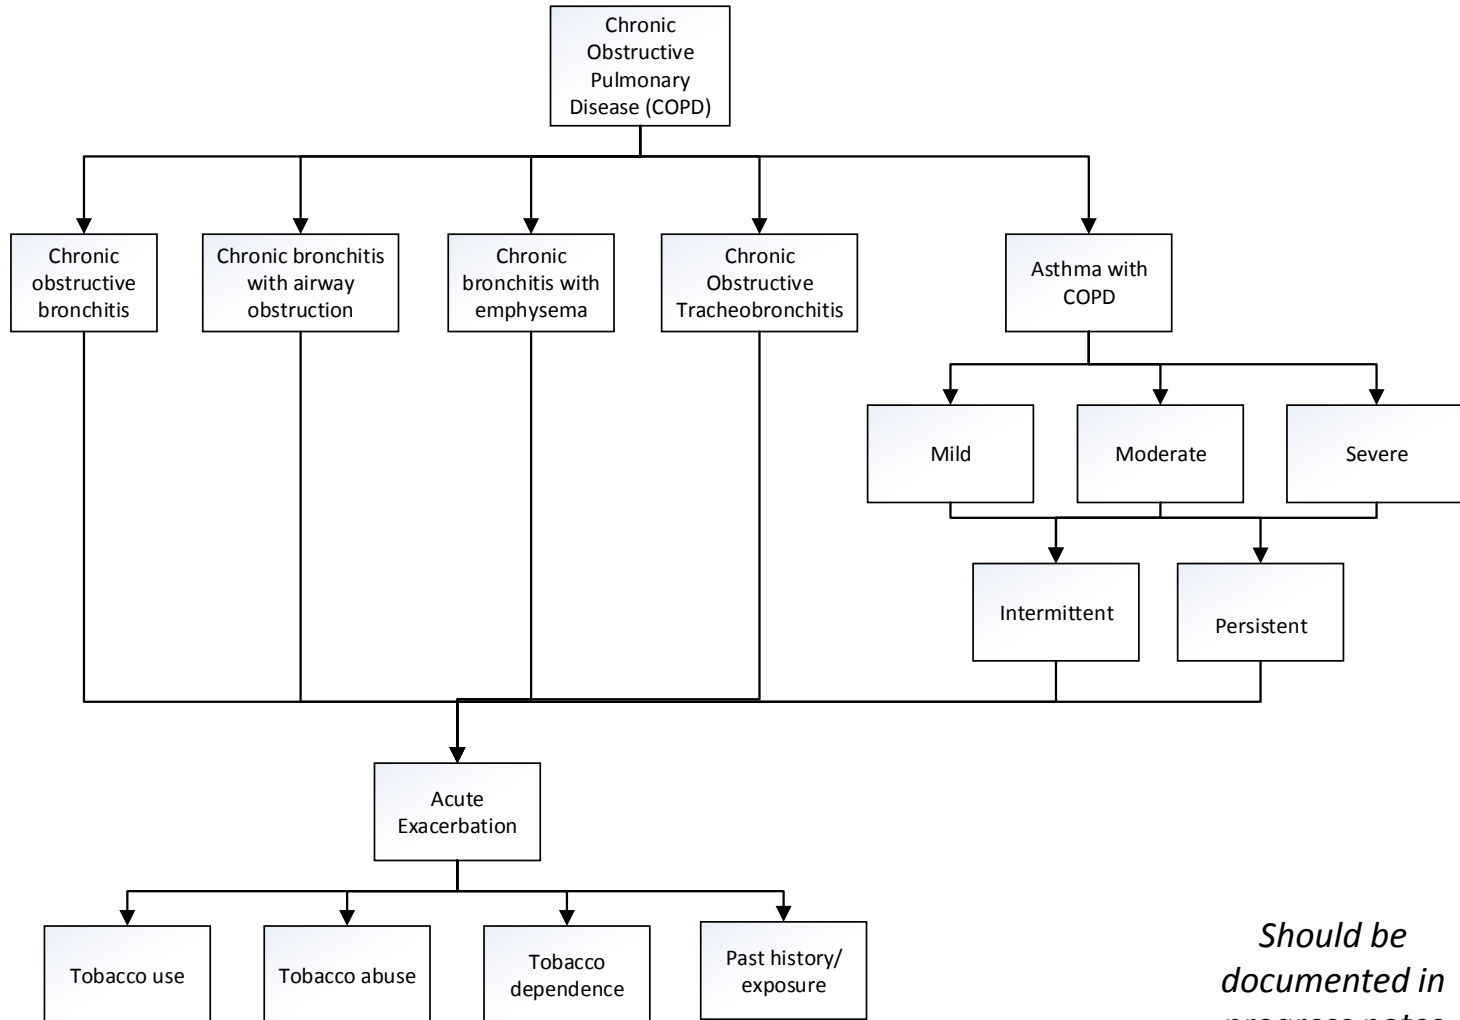 Chronic
Obstructive
Pulmonary
Disease (COPD)
Chronic
obstructive
bronchitis
Chronic bronchitis
with airway
obstruction
Chronic
bronchitis with
emphysema
Chronic
Obstructive
Tracheobronchitis
Asthma with
COPD
Mild
Moderate
Severe
Intermittent
Persistent
Acute
Exacerbation
Tobacco use
Tobacco abuse
Tobacco
dependence
Past history/
exposure
Should be
documented in
progress notes